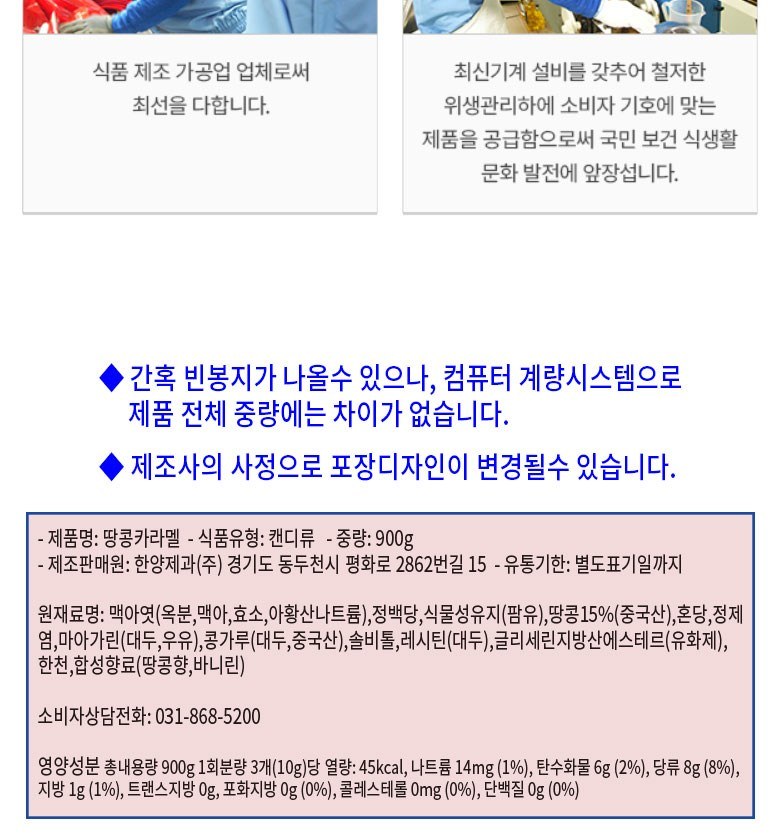 식품 제조 가공업 업체로써
최선을 다합니다.
최신기계 설비를 갖추어 철저한
위생관리하에 소비자 기호에 맞는
제품을 공급함으로써 국민 보건 식생활
문화 발전에 앞장섭니다.
◆ 간혹 빈봉지가 나올수 있으나, 컴퓨터 계량시스템으로
제품 전체 중량에는 차이가 없습니다.
◆ 제조사의 사정으로 포장디자인이 변경될수 있습니다.
- 제품명: 땅콩카라멜 - 식품유형: 캔디류 - 중량: 900g
- 제조판매원: 한양제과(주) 경기도 동두천시 평화로 2862번길 15 - 유통기한: 별도표기일까지
원재료명: 맥아엿(옥분,맥아,효소,아황산나트륨),정백당,식물성유지(팜유),땅콩15%(중국산),혼당,정제
염,마아가린(대두,우유),콩가루(대두,중국산),솔비톨,레시틴(대두),글리세린지방산에스테르(유화제),
한천,합성향료(땅콩향,바니린)
소비자상담전화: 031-868-5200
영양성분 총내용량 900g 1회분량 3개(10g)당 열량: 45kcal, 나트륨 14mg (1%), 탄수화물 6g (2%), 당류 8g (8%),
지방 1g (1%), 트랜스지방 0g, 포화지방 0g (0%), 콜레스테롤 0mg (0%), 단백질 0g (0%)